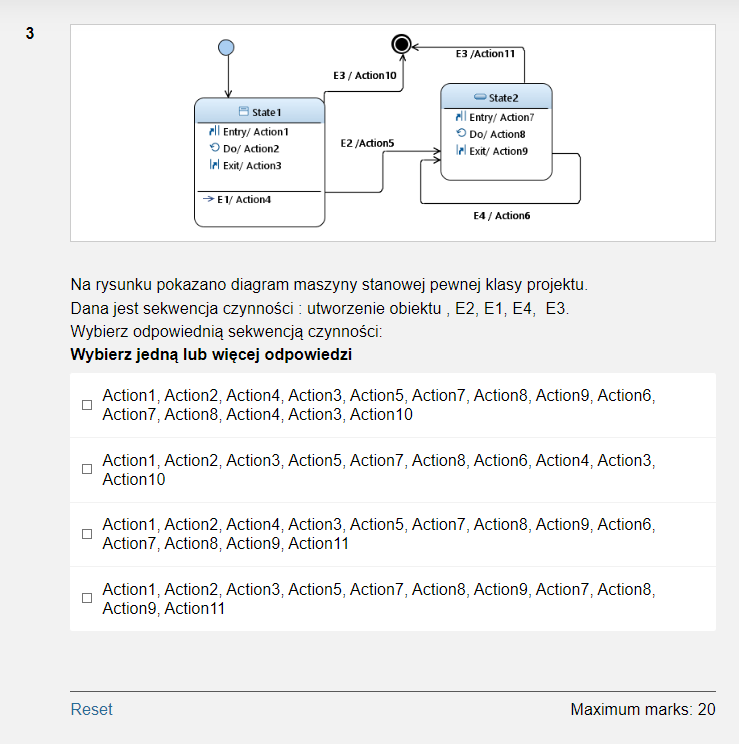 3
E3 /Action11
E3 / Action10
State1
Entry/ Action1
Do/ Action2
Exit/ Action3
E1/ Action4
E2 /Action5
State2
Entry/ Action7
Do/ Action8
Exit/ Action9
E4 / Action6
Na rysunku pokazano diagram maszyny stanowej pewnej klasy projektu.
Dana jest sekwencja czynności : utworzenie obiektu , E2, E1, E4, E3.
Wybierz odpowiednią sekwencją czynności:
Wybierz jedną lub więcej odpowiedzi
Action1, Action2, Action4, Action3, Action5, Action7, Action8, Action9, Action6,
Action7, Action8, Action4, Action3, Action10
Action1, Action2, Action3, Action5, Action7, Action8, Action6, Action4, Action3,
Action10
Action1, Action2, Action4, Action3, Action5, Action7, Action8, Action9, Action6,
Action7, Action8, Action9, Action11
Action1, Action2, Action3, Action5, Action7, Action8, Action9, Action7, Action8,
Action9, Action11
Reset
Maximum marks: 20